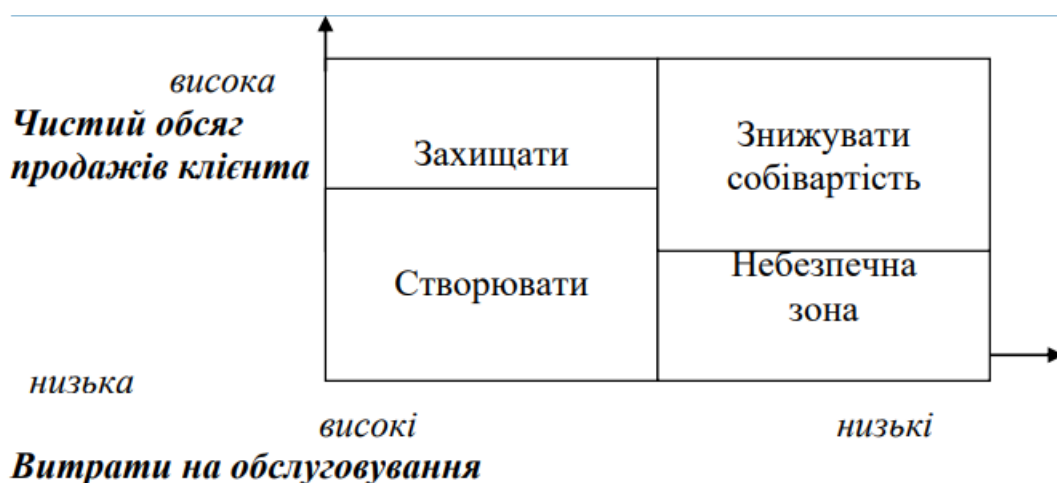 висока
Чистий обсяг
продажів клієнта
Захищати
Знижувати
собівартість
Створювати
Небезпечна
зона
низька
високі
низькі
Витрати на обслуговування